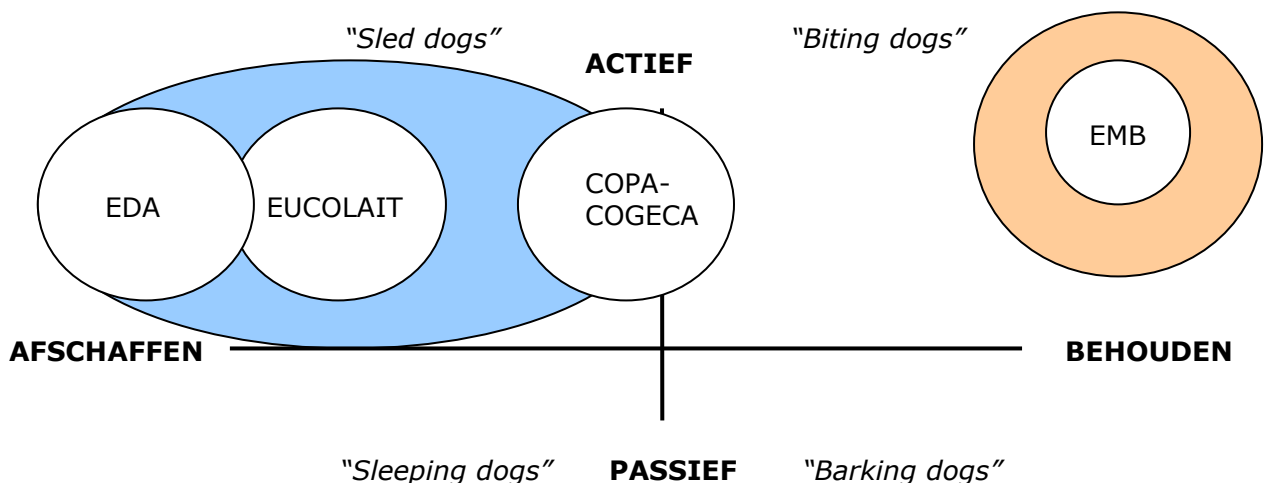 “Sled dogs”
“Biting dogs”
ACTIEF
EDA
EUCOLAIT
COPA-
COGECA
EMB
AFSCHAFFEN
BEHOUDEN
“Sleeping dogs”
PASSIEF
“Barking dogs”